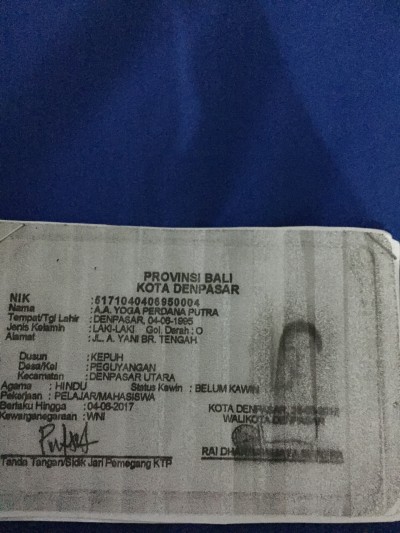 PROVINSI BALI
KOTA DENPASAR
NIK : 5171040406950004
Nama : A.A. YOGA PERDANA PUTRA
Tempat/Tgl Lahir : DENPASAR, 04-06-1995
Jenis Kelamin : LAKI-LAKI Gol. Darah : O
Alamat : JL. A. YANI BR. TENGAH
Dusun : KEPUH
Desa/Kel : PEGUYANGAN
Kecamatan : DENPASAR UTARA
Agama : HINDU Status Kawin : BELUM KAWIN
Pekerjaan : PELAJAR/MAHASISWA
Berlaku Hingga : 04-06-2017
Kewarganegaraan : WNI
KOTA DENPASAR,
WALIKOTA DENPASAR
RAI
Tanda Tangan/Sidik Jari Pemegang KTP